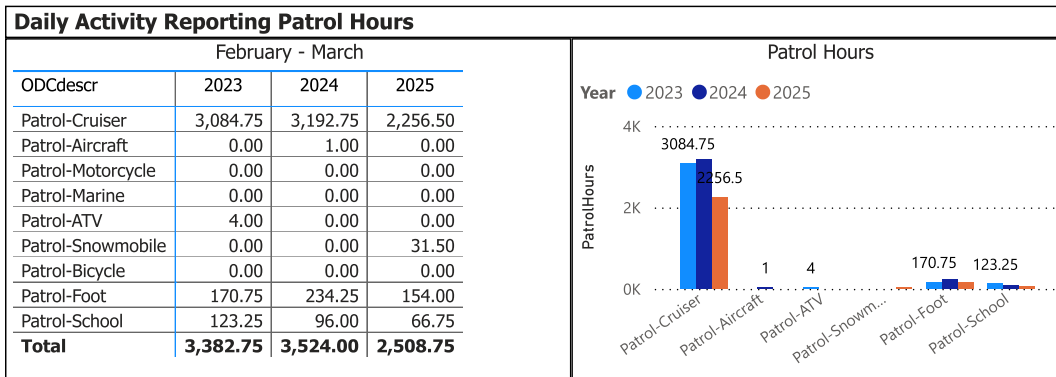 Daily Activity Reporting Patrol Hours
February - March
ODCdescr 2023 2024 2025
Patrol-Cruiser 3,084.75 3,192.75 2,256.50
Patrol-Aircraft 0.00 1.00 0.00
Patrol-Motorcycle 0.00 0.00 0.00
Patrol-Marine 0.00 0.00 0.00
Patrol-ATV 4.00 0.00 0.00
Patrol-Snowmobile 0.00 0.00 31.50
Patrol-Bicycle 0.00 0.00 0.00
Patrol-Foot 170.75 234.25 154.00
Patrol-School 123.25 96.00 66.75
Total 3,382.75 3,524.00 2,508.75
Patrol Hours
Year 2023 2024 2025
PatrolHours
4K
2K
0K
3084.75
2256.5
1
4
170.75
123.25
Patrol-Cruiser
Patrol-Aircraft
Patrol-ATV
Patrol-Snowm...
Patrol-Foot
Patrol-School